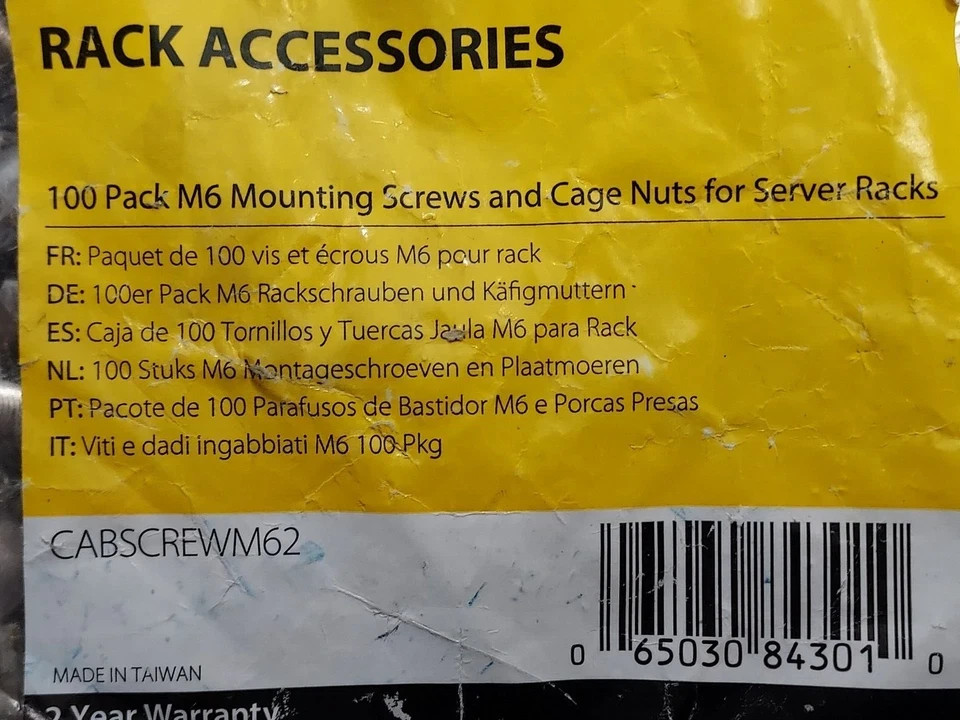 RACK ACCESSORIES
100 Pack M6 Mounting Screws and Cage Nuts for Server Racks
FR: Paquet de 100 vis et écrous M6 pour rack
DE: 100er Pack M6 Rackschrauben und Käfigmuttern
ES: Caja de 100 Tornillos y Tuercas Jaula M6 para Rack
NL: 100 Stuks M6 Montageschroeven en Plaatmoeren
PT: Pacote de 100 Parafusos de Bastidor M6 e Porcas Presas
IT: Viti e dadi ingabbiati M6 100 Pkg
CABSCREWM62
0 65030 84301 0
MADE IN TAIWAN
2 Year Warranty